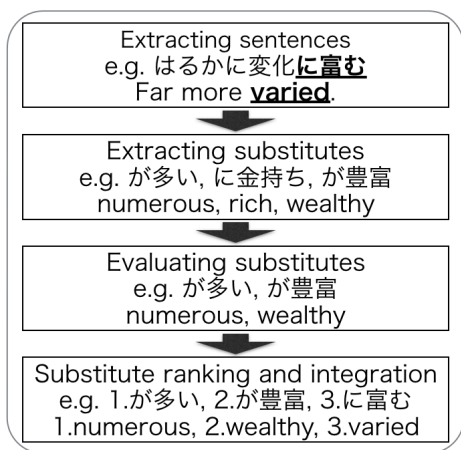 Extracting sentences
e.g. はるかに変化に富む
Far more varied.
Extracting substitutes
e.g. が多い, に金持ち, が豊富
numerous, rich, wealthy
Evaluating substitutes
e.g. が多い, が豊富
numerous, wealthy
Substitute ranking and integration
e.g. 1.が多い, 2.が豊富, 3.に富む
1.numerous, 2.wealthy, 3.varied